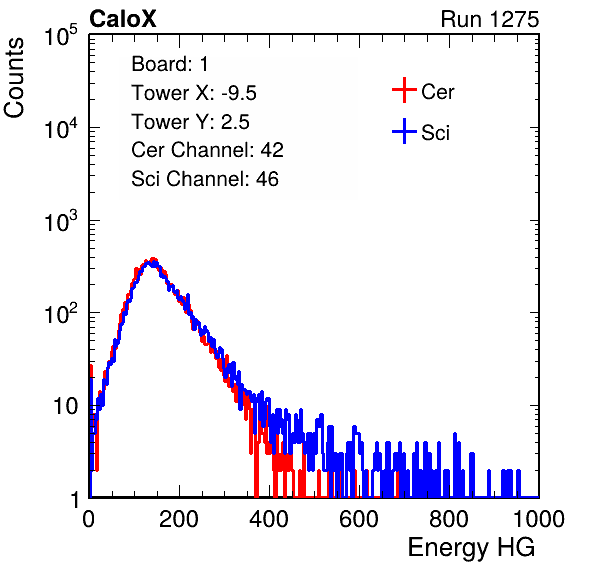 CaloX Run 1275
Counts
Board: 1
Tower X: -9.5
Tower Y: 2.5
Cer Channel: 42
Sci Channel: 46
Cer
Sci
10^5
10^4
10^3
10^2
10
1
0 200 400 600 800 1000
Energy HG